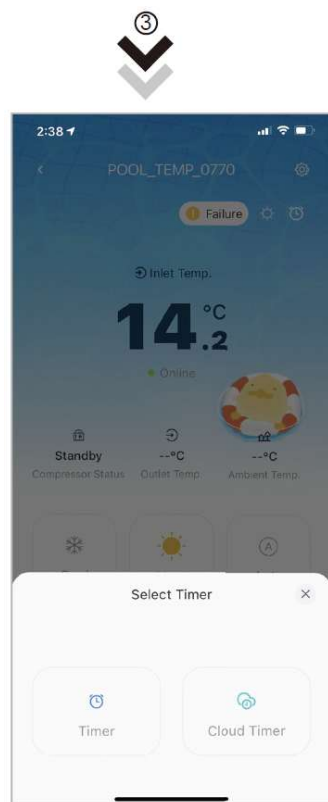 ③
2:38
POOL_TEMP_0770
Failure
Inlet Temp.
14.2 °C
Online
Standby --°C --°C
Compressor Status Outlet Temp. Ambient Temp.
A
Select Timer
Timer Cloud Timer